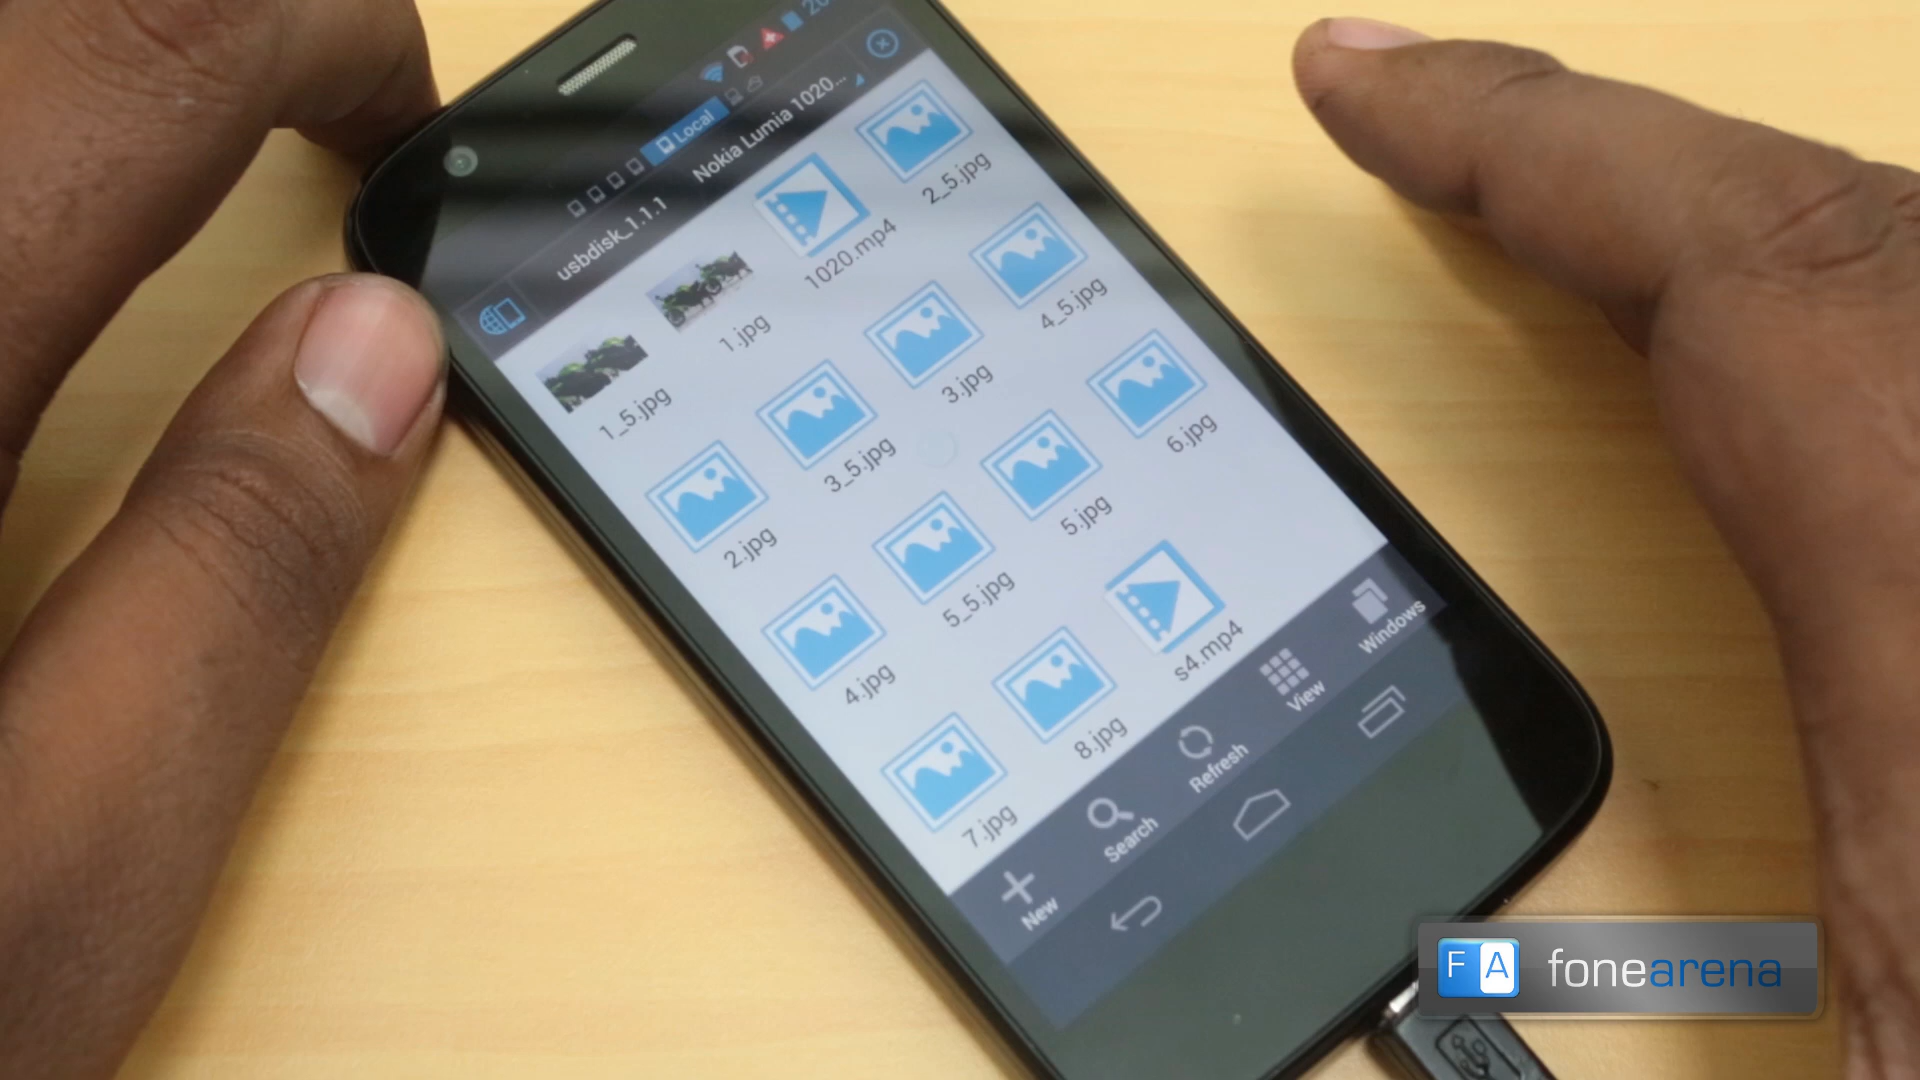 20
Local
usbdisk_1.1.1
Nokia Lumia 1020...
1_5.jpg
1.jpg
1020.mp4
2_5.jpg
2.jpg
3_5.jpg
3.jpg
4_5.jpg
4.jpg
5_5.jpg
5.jpg
6.jpg
7.jpg
8.jpg
s4.mp4
New
Search
Refresh
View
Windows
FA fonearena